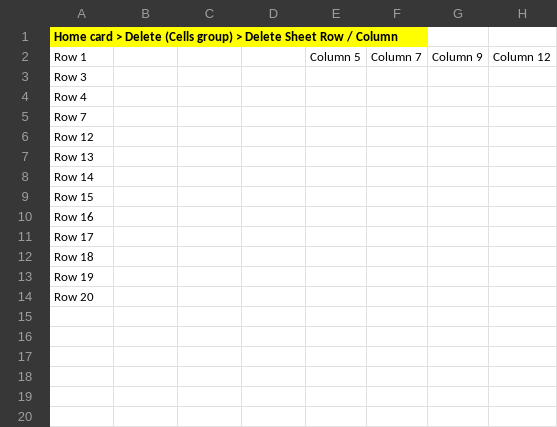 A B C D E F G H
1 Home card > Delete (Cells group) > Delete Sheet Row / Column
2 Row 1 Column 5 Column 7 Column 9 Column 12
3 Row 3
4 Row 4
5 Row 7
6 Row 12
7 Row 13
8 Row 14
9 Row 15
10 Row 16
11 Row 17
12 Row 18
13 Row 19
14 Row 20
15
16
17
18
19
20